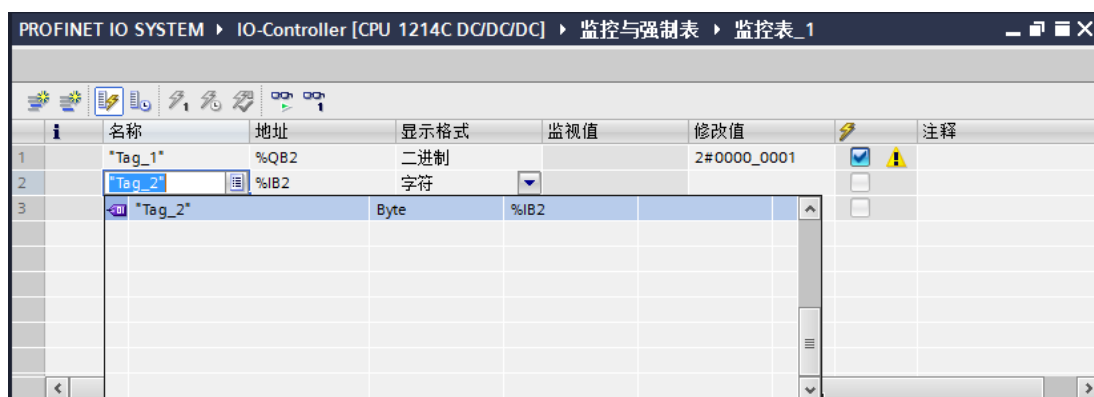 PROFINET IO SYSTEM ▸ IO-Controller [CPU 1214C DC/DC/DC] ▸ 监控与强制表 ▸ 监控表_1
i 名称 地址 显示格式 监视值 修改值 注释
1 "Tag_1" %QB2 二进制 2#0000_0001
2 "Tag_2" %IB2 字符
3 "Tag_2" Byte %IB2